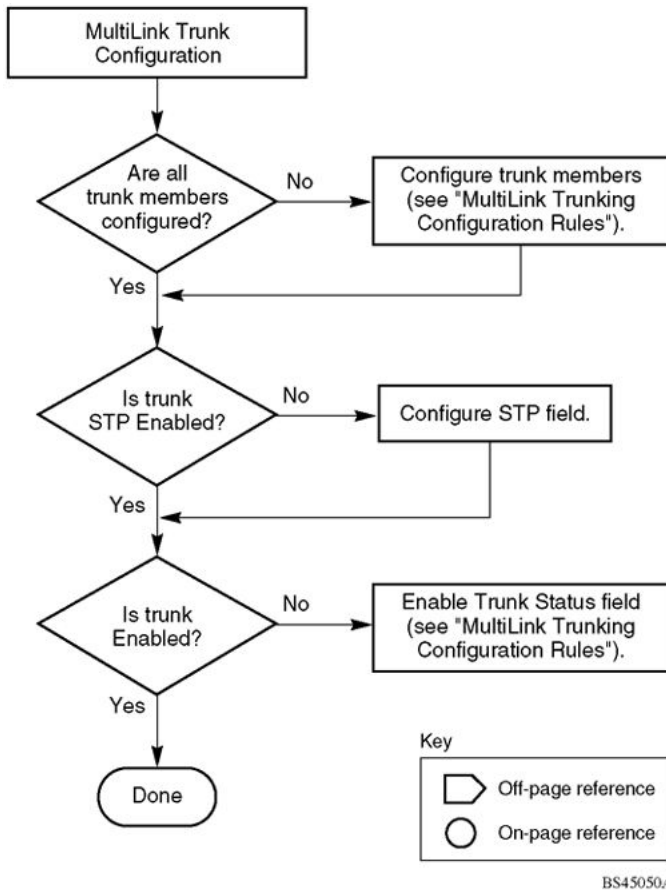 MultiLink Trunk
Configuration
Are all
trunk members
configured?
No
Configure trunk members
(see "MultiLink Trunking
Configuration Rules").
Yes
Is trunk
STP Enabled?
No
Configure STP field.
Yes
Is trunk
Enabled?
No
Enable Trunk Status field
(see "MultiLink Trunking
Configuration Rules").
Yes
Done
Key
Off-page reference
On-page reference
BS45050